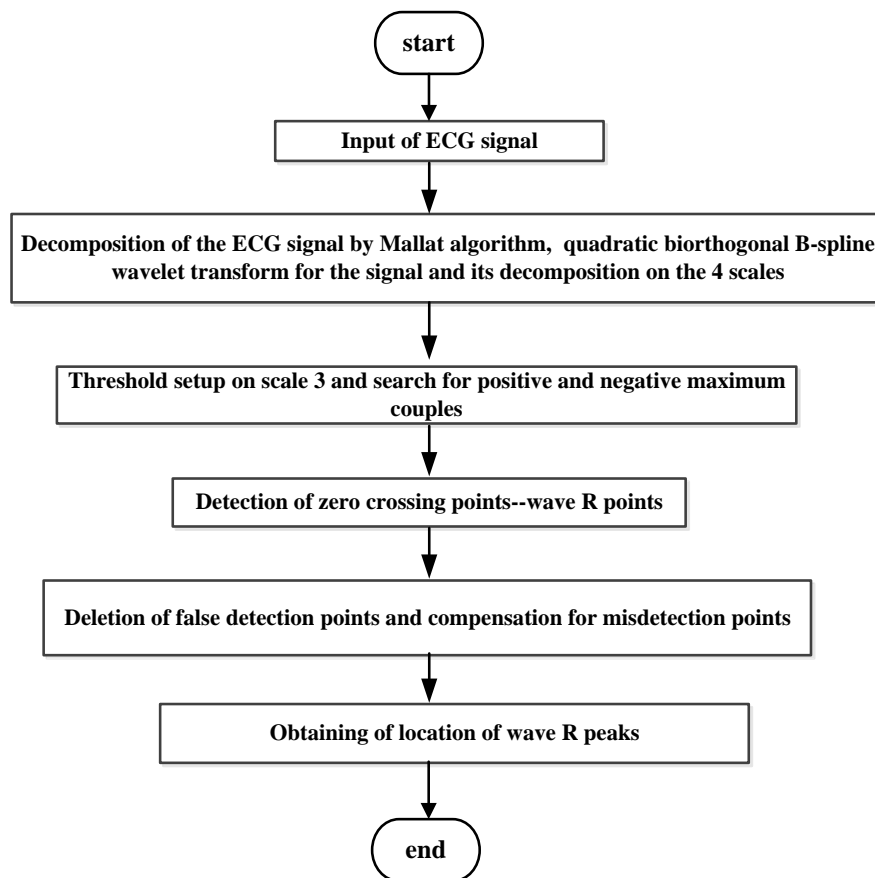 start
Input of ECG signal
Decomposition of the ECG signal by Mallat algorithm, quadratic biorthogonal B-spline
wavelet transform for the signal and its decomposition on the 4 scales
Threshold setup on scale 3 and search for positive and negative maximum
couples
Detection of zero crossing points--wave R points
Deletion of false detection points and compensation for misdetection points
Obtaining of location of wave R peaks
end